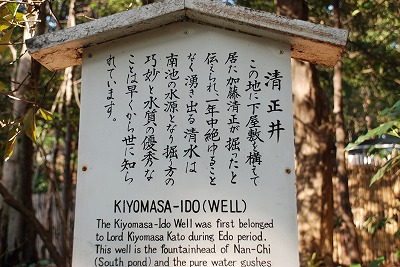 清正井
この地に下屋敷を構えて
居た加藤清正が掘ったと
伝えられ、一年中絶ゆること
なく湧き出る清水は
南池の水源となり掘り方の
巧妙と水質の優秀な
ことは早くから世に知ら
れています。
KIYOMASA-IDO (WELL)
The Kiyomasa-Ido Well was first belonged
to Lord Kiyomasa Kato during Edo period.
This well is the fountainhead of Nan-Chi
(South pond) and the pure water gushes